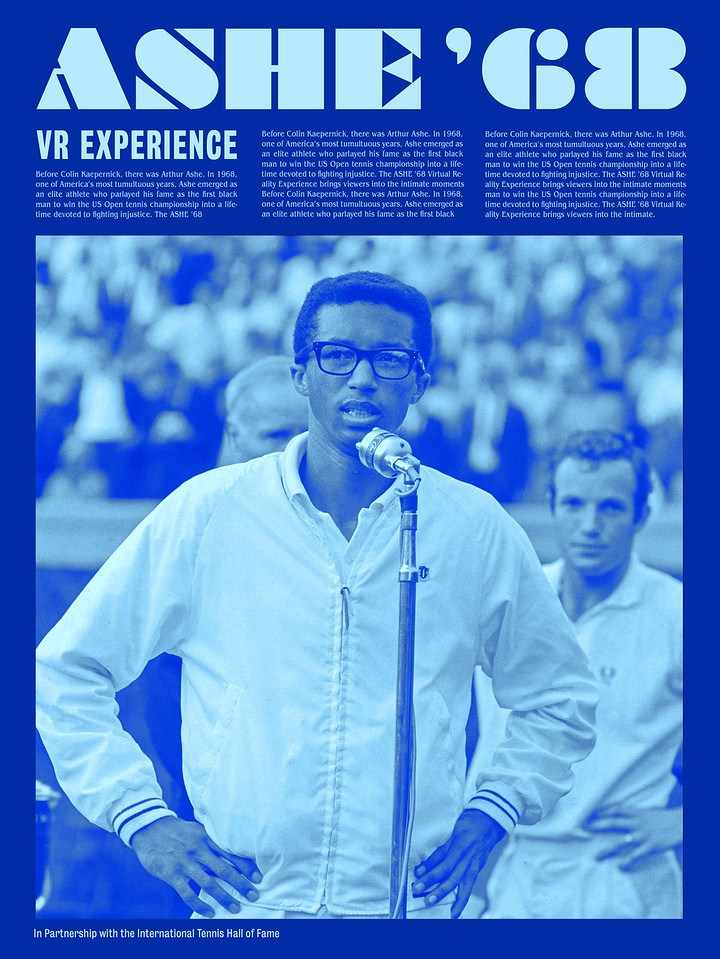 ASHE ’68
VR EXPERIENCE
Before Colin Kaepernick, there was Arthur Ashe. In 1968,
one of America’s most tumultuous years, Ashe emerged as
an elite athlete who parlayed his fame as the first black
man to win the US Open tennis championship into a life-
time devoted to fighting injustice. The ASHE ’68
Before Colin Kaepernick, there was Arthur Ashe. In 1968,
one of America’s most tumultuous years, Ashe emerged as
an elite athlete who parlayed his fame as the first black
man to win the US Open tennis championship into a life-
time devoted to fighting injustice. The ASHE ’68 Virtual Re-
ality Experience brings viewers into the intimate moments
Before Colin Kaepernick, there was Arthur Ashe. In 1968,
one of America’s most tumultuous years, Ashe emerged as
an elite athlete who parlayed his fame as the first black
Before Colin Kaepernick, there was Arthur Ashe. In 1968,
one of America’s most tumultuous years, Ashe emerged as
an elite athlete who parlayed his fame as the first black
man to win the US Open tennis championship into a life-
time devoted to fighting injustice. The ASHE ’68 Virtual Re-
ality Experience brings viewers into the intimate moments
man to win the US Open tennis championship into a life-
time devoted to fighting injustice. The ASHE ’68 Virtual Re-
ality Experience brings viewers into the intimate.
In Partnership with the International Tennis Hall of Fame